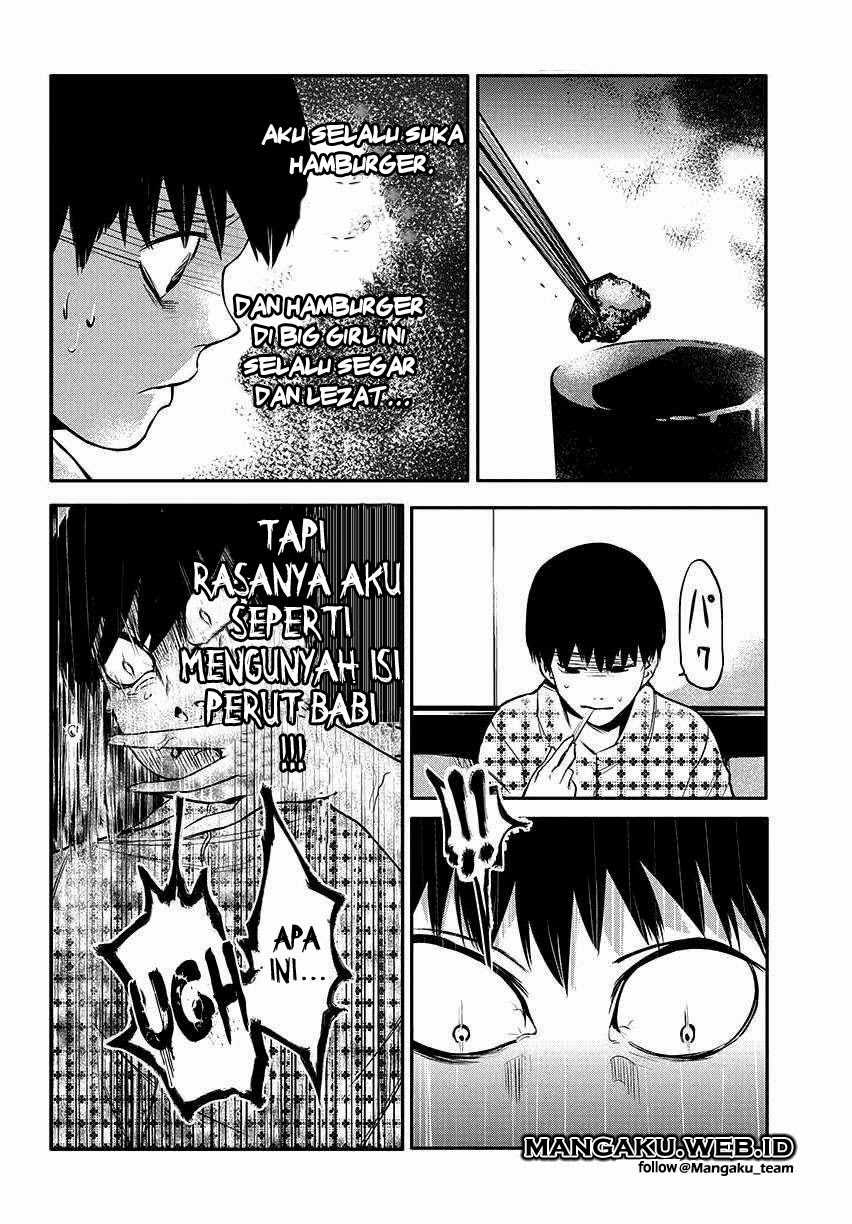 AKU SELALU SUKA
HAMBURGER.
DAN HAMBURGER
DI BIG GIRL INI
SELALU SEGAR
DAN LEZAT...
パク
!!!
TAPI
RASANYA AKU
SEPERTI
MENGUNYAH ISI
PERUT BABI
!!!
APA
INI...
UGH
MANGAKU.WEB.ID
follow @Mangaku_team